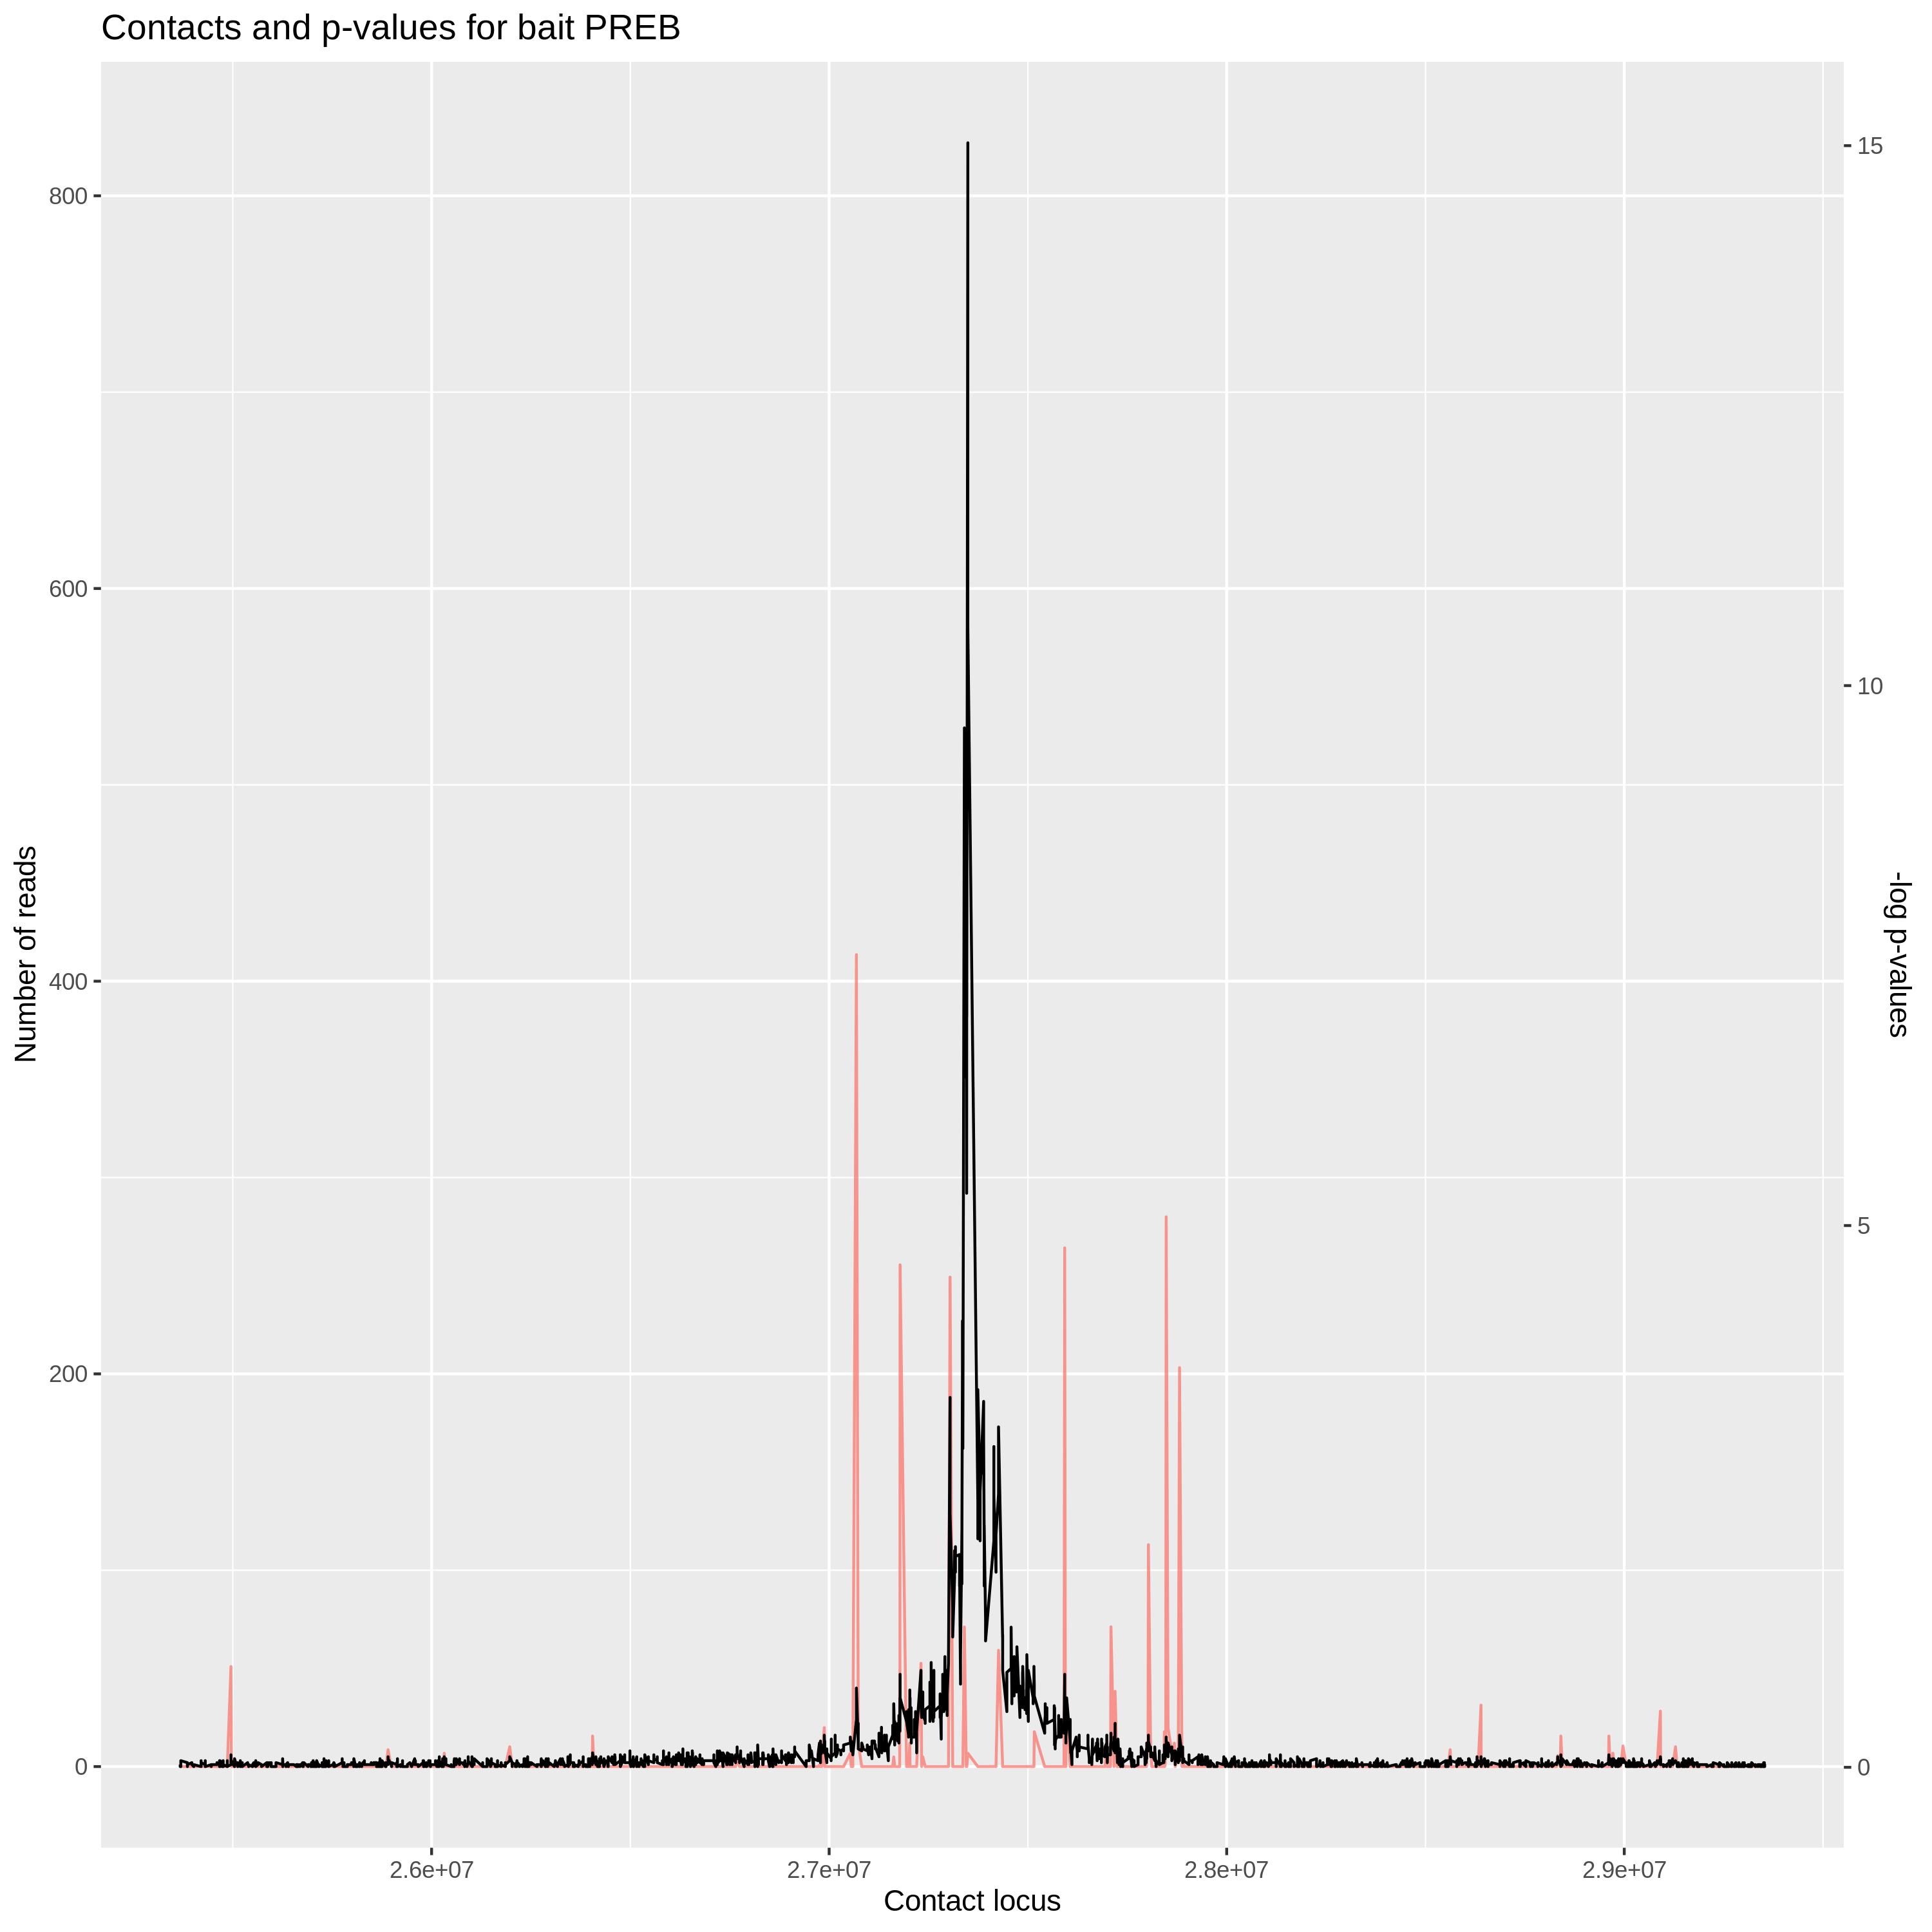 Contacts and p-values for bait PREB
Number of reads
800
600
400
200
0
15
10
5
0
-log p-values
2.6e+07 2.7e+07 2.8e+07 2.9e+07
Contact locus